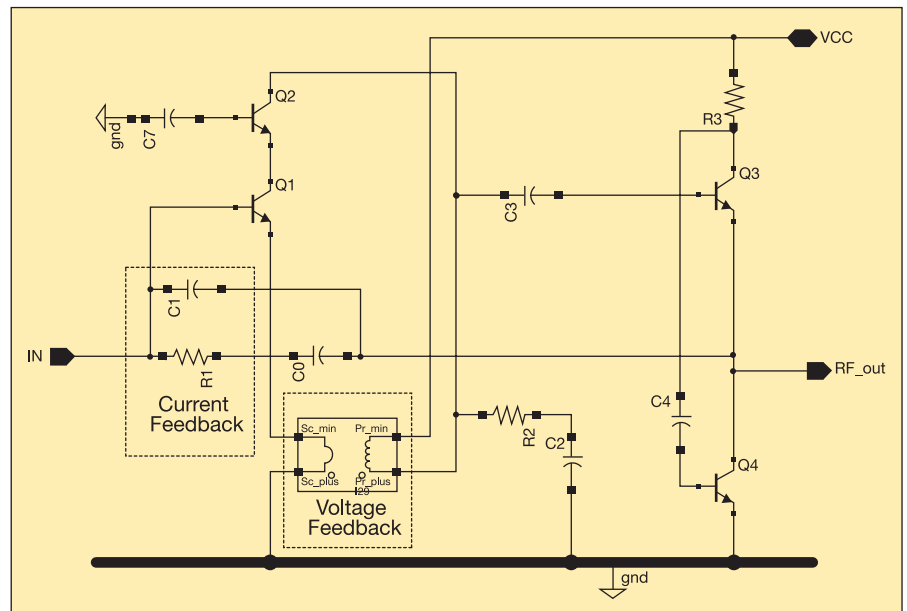 VCC
Q2
R3
gnd
C7
Q3
Q1
C3
C1
IN
R1
C0
RF_out
Current
Feedback
C4
Sc_min
Pr_min
R2
C2
Q4
Sc_plus
Pr_plus
I29
Voltage
Feedback
gnd